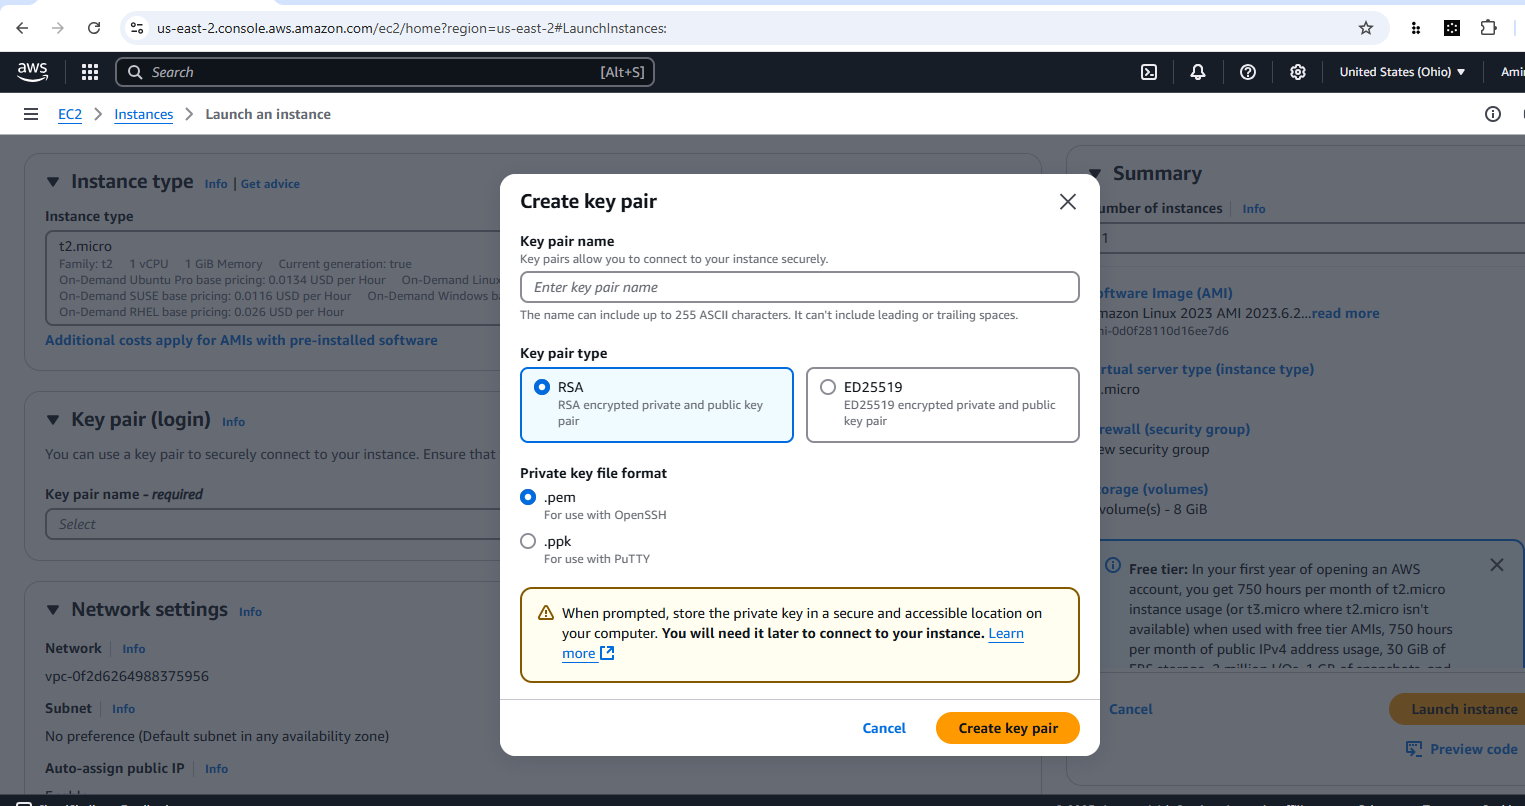 us-east-2.console.aws.amazon.com/ec2/home?region=us-east-2#LaunchInstances:
aws
Search [Alt+S]
United States (Ohio)
EC2 Instances Launch an instance
Instance type Info | Get advice
Instance type
t2.micro
Family: t2 1 vCPU 1 GiB Memory Current generation: true
On-Demand Ubuntu Pro base pricing: 0.0134 USD per Hour On-Demand Linux
On-Demand SUSE base pricing: 0.0116 USD per Hour On-Demand Windows
On-Demand RHEL base pricing: 0.026 USD per Hour
Additional costs apply for AMIs with pre-installed software
Key pair (login) Info
You can use a key pair to securely connect to your instance. Ensure that
Key pair name - required
Select
Network settings Info
Network Info
vpc-0f2d6264988375956
Subnet Info
No preference (Default subnet in any availability zone)
Auto-assign public IP Info
Create key pair
Key pair name
Key pairs allow you to connect to your instance securely.
Enter key pair name
The name can include up to 255 ASCII characters. It can't include leading or trailing spaces.
Key pair type
RSA
RSA encrypted private and public key
pair
ED25519
ED25519 encrypted private and public
key pair
Private key file format
.pem
For use with OpenSSH
.ppk
For use with PuTTY
When prompted, store the private key in a secure and accessible location on
your computer. You will need it later to connect to your instance. Learn
more
Cancel Create key pair
Summary
umber of instances Info
1
oftware Image (AMI)
mazon Linux 2023 AMI 2023.6.2...read more
ni-0d0f28110d16ee7d6
rtual server type (instance type)
.micro
rewall (security group)
ew security group
orage (volumes)
volume(s) - 8 GiB
Free tier: In your first year of opening an AWS
account, you get 750 hours per month of t2.micro
instance usage (or t3.micro where t2.micro isn't
available) when used with free tier AMIs, 750 hours
per month of public IPv4 address usage, 30 GiB of
Cancel Launch instance
Preview code